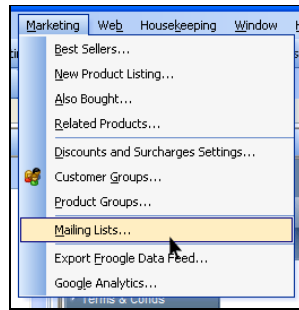 Marketing Web Housekeeping Window
Best Sellers...
New Product Listing...
Also Bought...
Related Products...
Discounts and Surcharges Settings...
Customer Groups...
Product Groups...
Mailing Lists...
Export Froogle Data Feed...
Google Analytics...
Terms & Conds